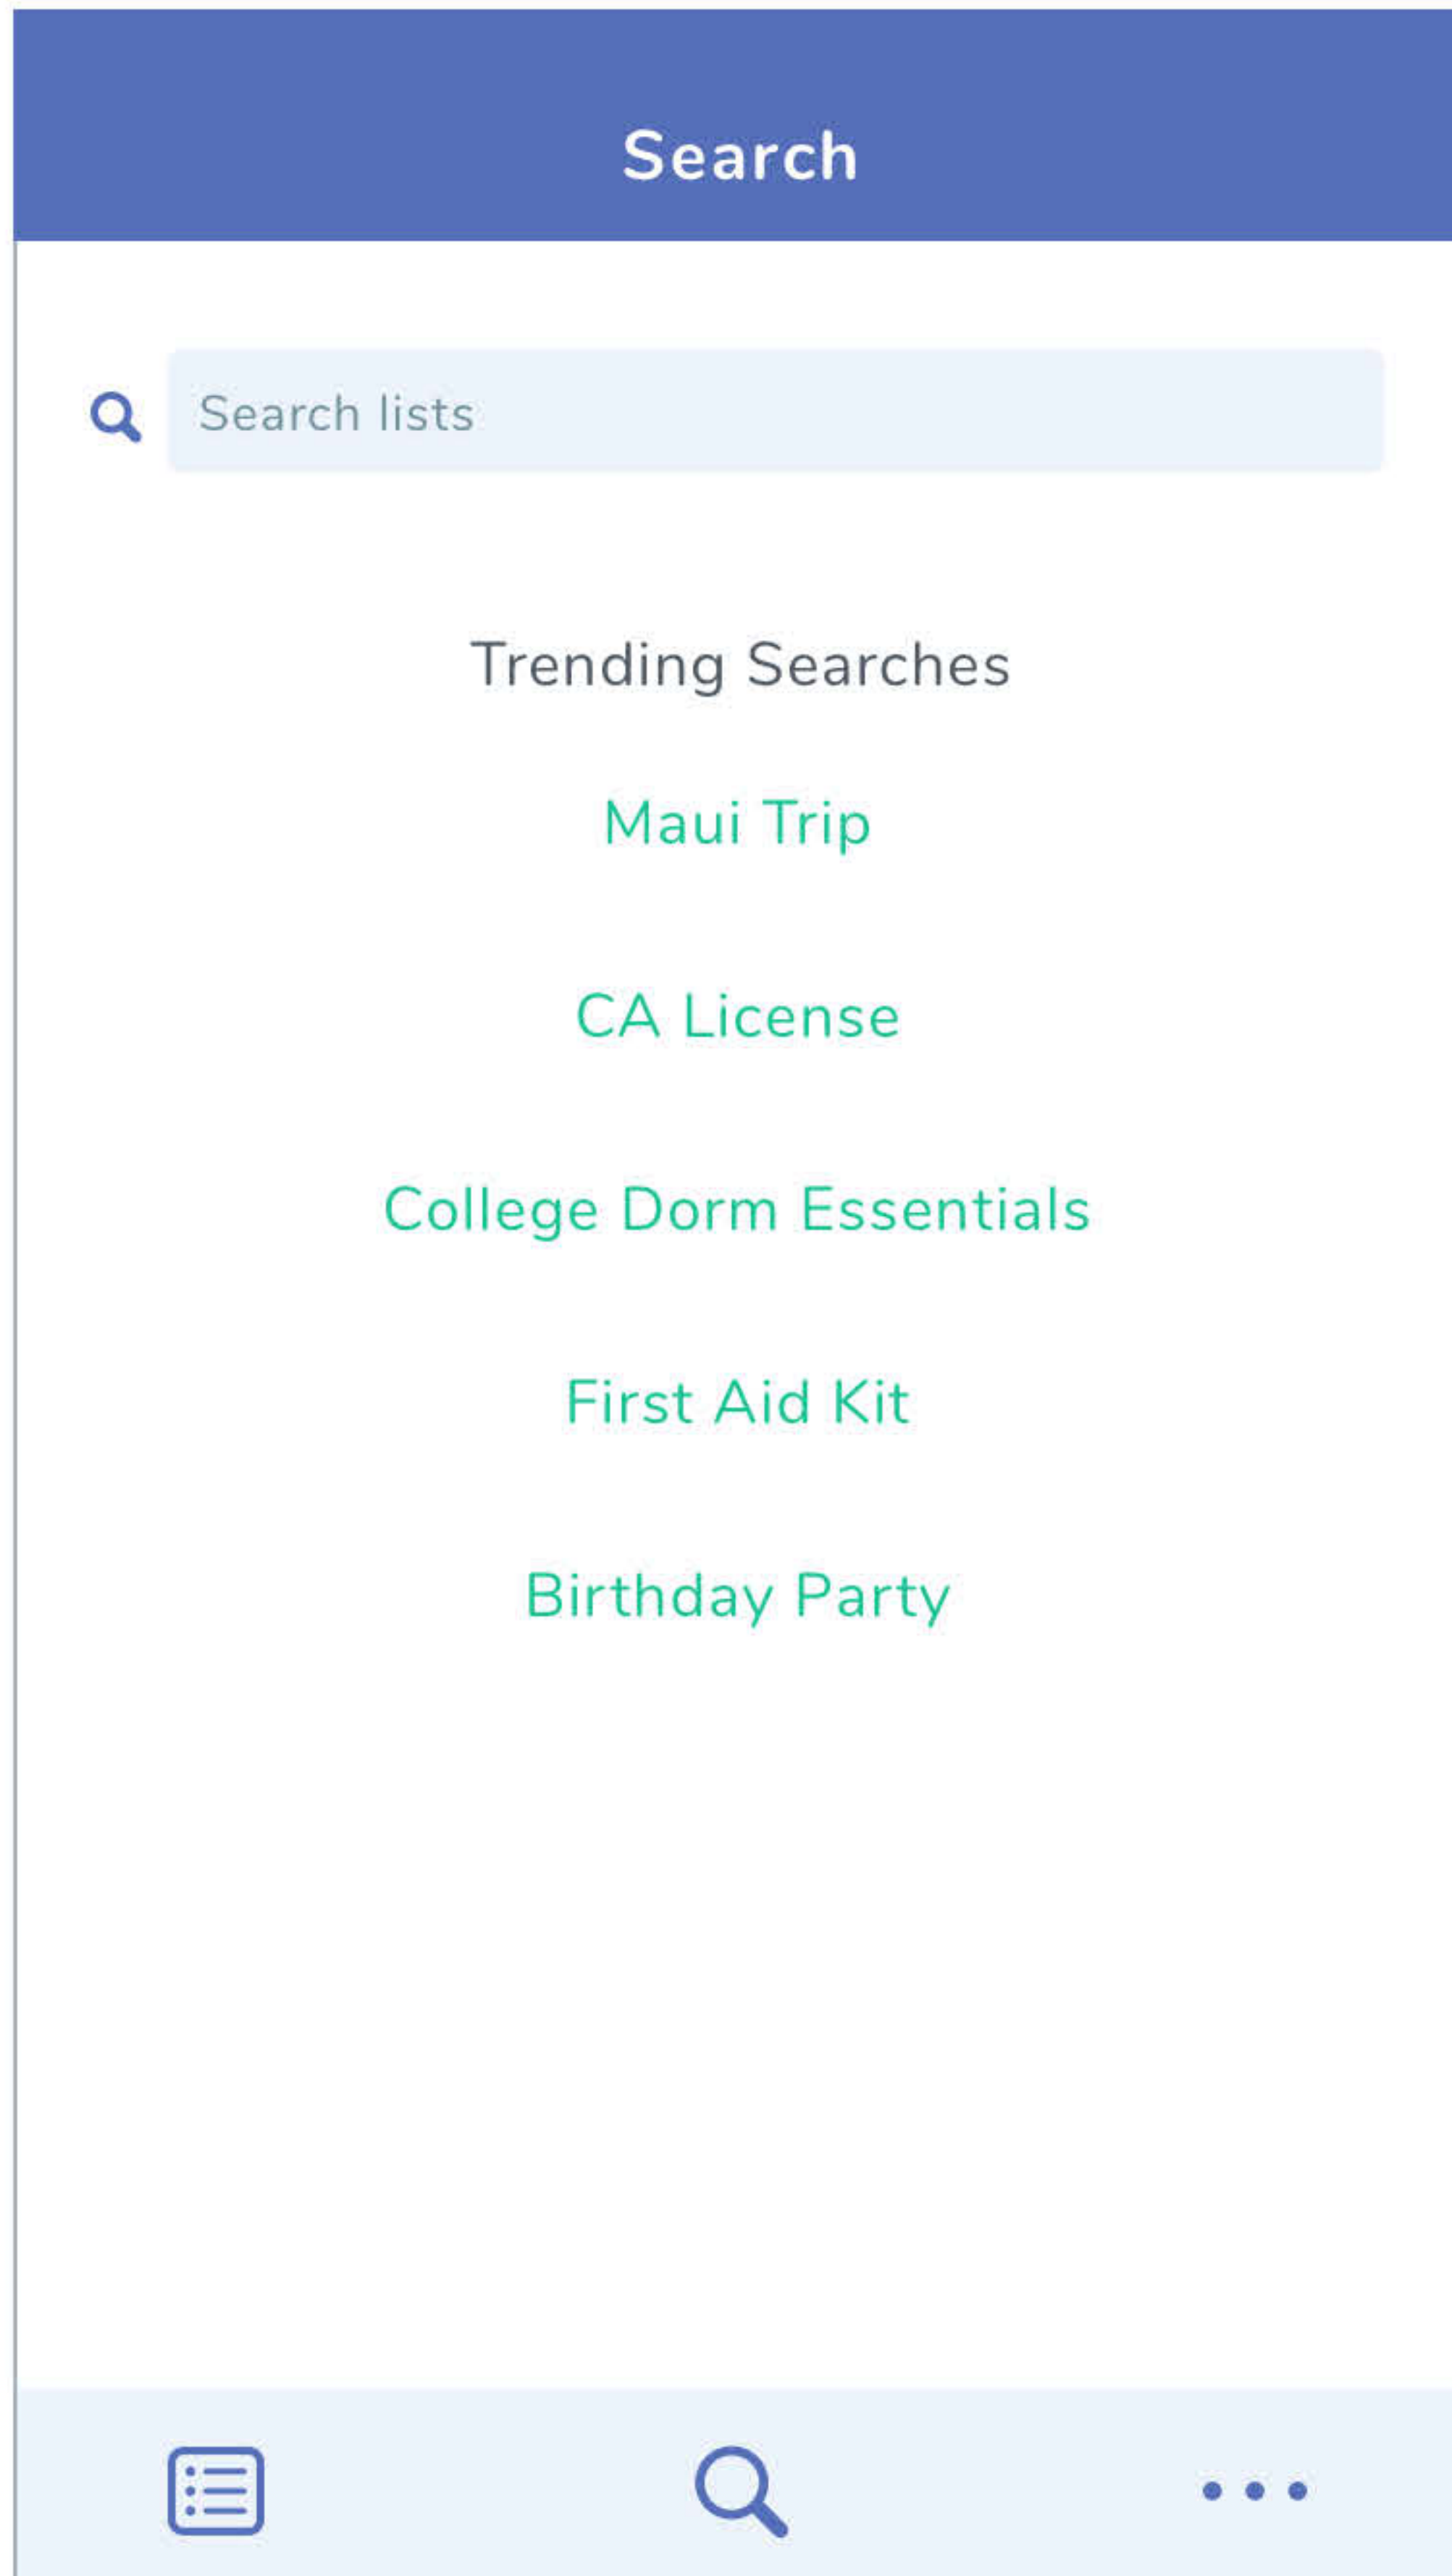 Search
Search lists
Trending Searches
Maui Trip
CA License
College Dorm Essentials
First Aid Kit
Birthday Party